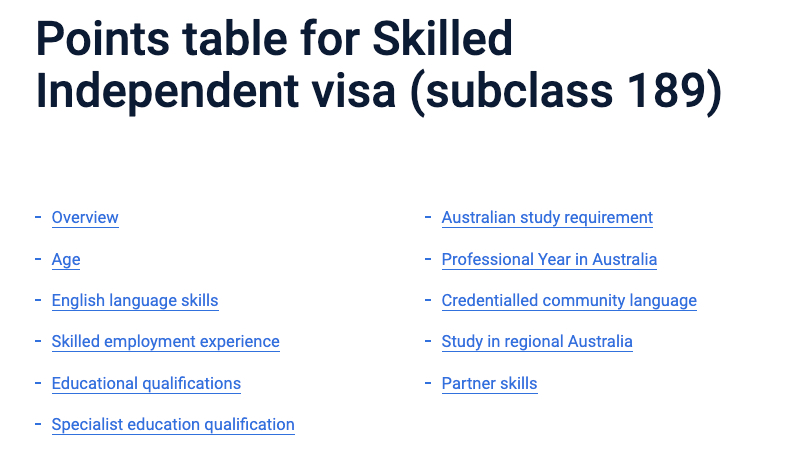 Points table for Skilled
Independent visa (subclass 189)
- Overview
- Age
- English language skills
- Skilled employment experience
- Educational qualifications
- Specialist education qualification
- Australian study requirement
- Professional Year in Australia
- Credentialled community language
- Study in regional Australia
- Partner skills